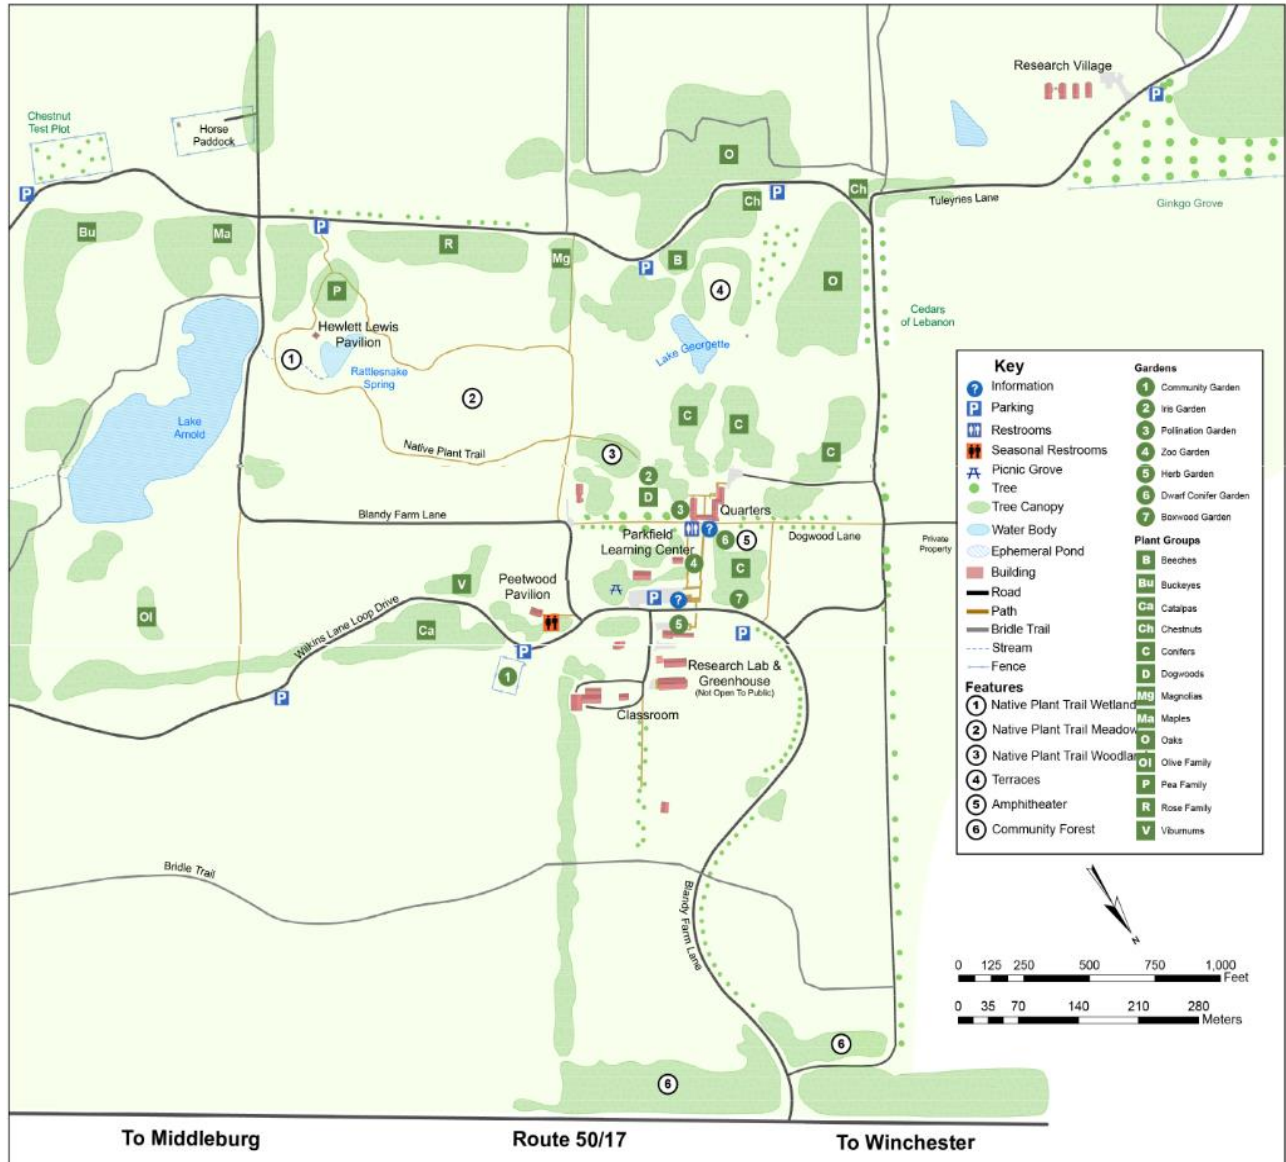 Research Village
P
Chestnut
Test Plot
Horse
Paddock
P
O
P
Ch
Ch
Tuleyries Lane
Ginkgo Grove
Bu
Ma
P
R
Mg
P
B
4
O
P
Hewlett Lewis
Pavilion
1
Rattlesnake
Spring
2
Lake Georgette
Cedars
of Lebanon
Lake
Arnold
Native Plant Trail
C
C
C
3
2
D
3
Quarters
Blandy Farm Lane
?
6
5
Dogwood Lane
Private
Property
Parkfield
Learning Center
4
C
Peetwood
Pavilion
P
?
7
V
Ol
Wilkins Lane Loop Drive
Ca
5
P
P
1
P
Research Lab &
Greenhouse
(Not Open To Public)
Classroom
Bridle Trail
Blandy Farm Lane
6
6
To Middleburg
Route 50/17
To Winchester
Key
? Information
P Parking
Restrooms
Seasonal Restrooms
Picnic Grove
Tree
Tree Canopy
Water Body
Ephemeral Pond
Building
Road
Path
Bridle Trail
Stream
Fence
Features
1 Native Plant Trail Wetland
2 Native Plant Trail Meadow
3 Native Plant Trail Woodlan
4 Terraces
5 Amphitheater
6 Community Forest
Gardens
1 Community Garden
2 Iris Garden
3 Pollination Garden
4 Zoo Garden
5 Herb Garden
6 Dwarf Conifer Garden
7 Boxwood Garden
Plant Groups
B Beeches
Bu Buckeyes
Ca Catalpas
Ch Chestnuts
C Conifers
D Dogwoods
Mg Magnolias
Ma Maples
O Oaks
Ol Olive Family
P Pea Family
R Rose Family
V Viburnums
N
0 125 250 500 750 1,000
Feet
0 35 70 140 210 280
Meters